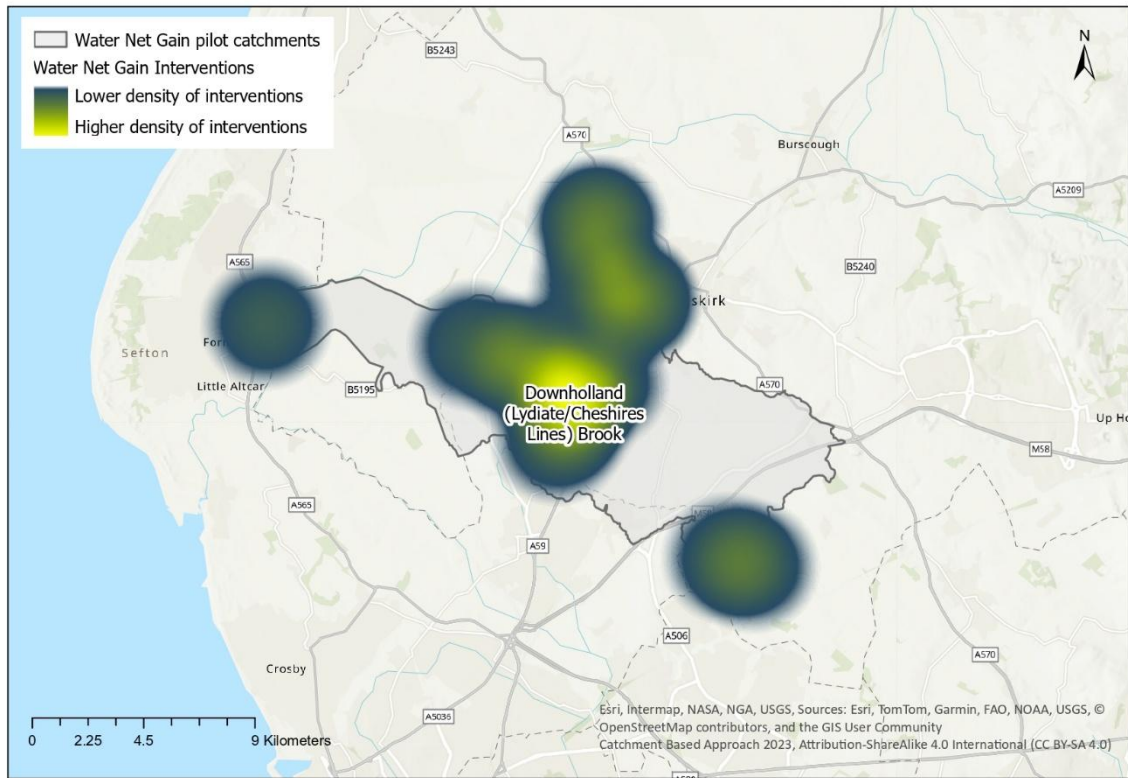 Water Net Gain pilot catchments
Water Net Gain Interventions
Lower density of interventions
Higher density of interventions
N
B5243
A570
Burscough
A5209
A565
B5240
skirk
For
Sefton
Little Altcar
B5195
A570
Up Ho
M58
Downholland
(Lydiate/Cheshires
Lines) Brook
A565
A59
A506
A570
Crosby
A5036
0 2.25 4.5 9 Kilometers
Esri, Intermap, NASA, NGA, USGS, Sources: Esri, TomTom, Garmin, FAO, NOAA, USGS, ©
OpenStreetMap contributors, and the GIS User Community
Catchment Based Approach 2023, Attribution-ShareAlike 4.0 International (CC BY-SA 4.0)